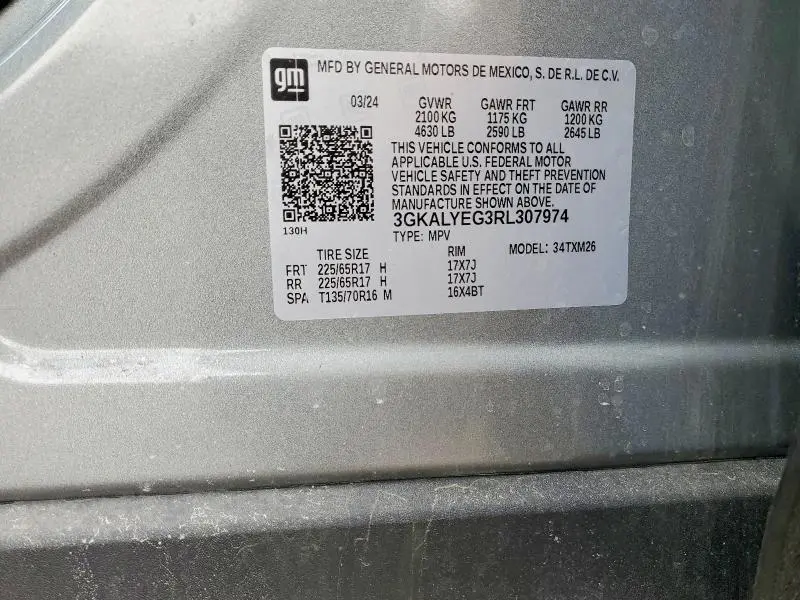 gm MFD BY GENERAL MOTORS DE MEXICO, S. DE R.L. DE C.V.
03/24 GVWR GAWR FRT GAWR RR
2100 KG 1175 KG 1200 KG
4630 LB 2590 LB 2645 LB
THIS VEHICLE CONFORMS TO ALL
APPLICABLE U.S. FEDERAL MOTOR
VEHICLE SAFETY AND THEFT PREVENTION
STANDARDS IN EFFECT ON THE DATE OF
MANUFACTURE SHOWN ABOVE.
3GKALYEG3RL307974
130H
TYPE: MPV MODEL: 34TXM26
TIRE SIZE RIM
FRT 225/65R17 H 17X7J
RR 225/65R17 H 17X7J
SPA T135/70R16 M 16X4BT